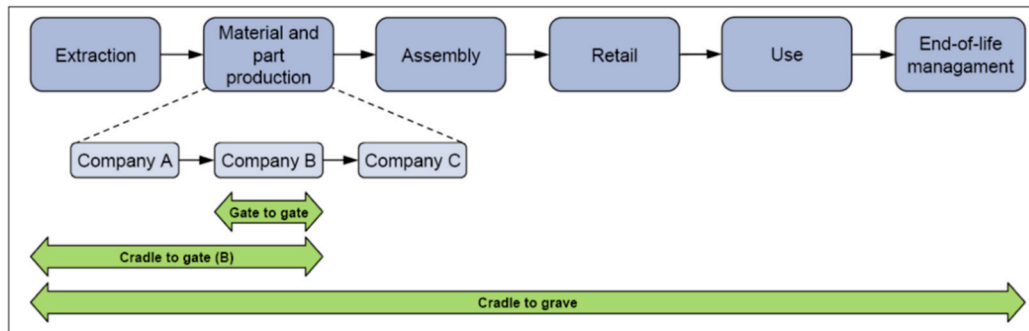 Extraction
Material and
part
production
Assembly
Retail
Use
End-of-life
managament
Company A
Company B
Company C
Gate to gate
Cradle to gate (B)
Cradle to grave